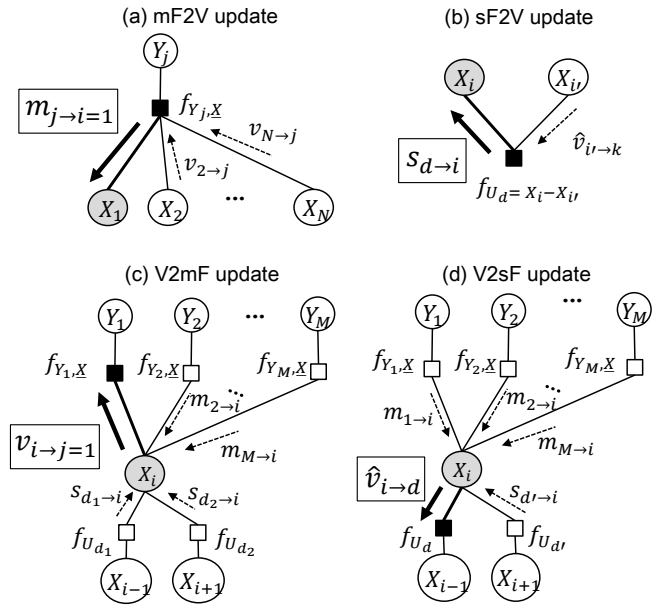 (a) mF2V update
Y_j
f_{Y_j,X̲}
m_{j→i=1}
v_{N→j}
v_{2→j}
X_1 X_2 ... X_N
(b) sF2V update
X_i X_{i′}
v̂_{i′→k}
s_{d→i}
f_{U_d}= X_i−X_{i′}
(c) V2mF update
Y_1 Y_2 ... Y_M
f_{Y_1,X̲} f_{Y_2,X̲} f_{Y_M,X̲}
...
m_{2→i}
v_{i→j=1}
m_{M→i}
X_i
s_{d_1→i} s_{d_2→i}
f_{U_{d_1}} f_{U_{d_2}}
X_{i−1} X_{i+1}
(d) V2sF update
...
Y_1 Y_2 Y_M
f_{Y_1,X̲} f_{Y_2,X̲} f_{Y_M,X̲}
...
m_{2→i}
m_{1→i}
m_{M→i}
X_i
v̂_{i→d}
s_{d′→i}
f_{U_d} f_{U_{d′}}
X_{i−1} X_{i+1}